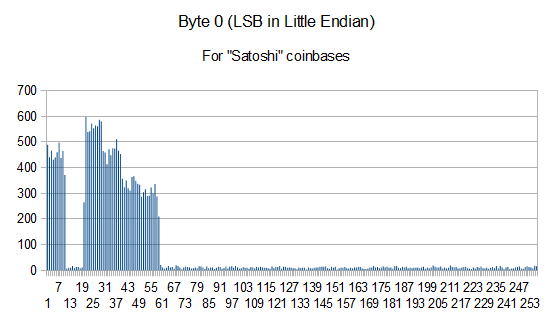 Byte 0 (LSB in Little Endian)
For "Satoshi" coinbases
700
600
500
400
300
200
100
0
7 19 31 43 55 67 79 91 103 115 127 139 151 163 175 187 199 211 223 235 247
1 13 25 37 49 61 73 85 97 109 121 133 145 157 169 181 193 205 217 229 241 253